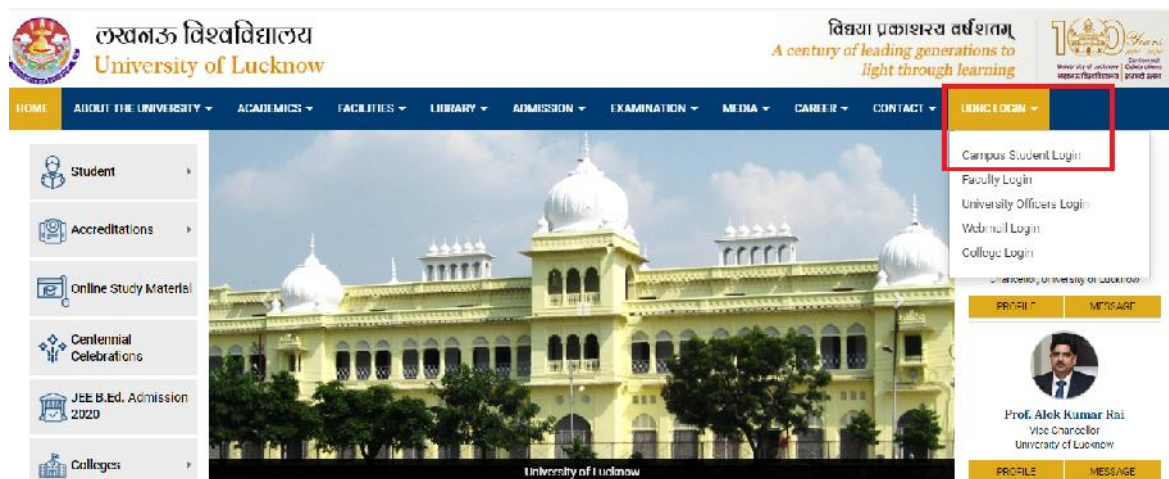 लखनऊ विश्वविद्यालय
University of Lucknow
विद्यया प्रकाशस्य वर्षशतम्
A century of leading generations to
light through learning
100 Years
HOME ABOUT THE UNIVERSITY ACADEMICS FACILITIES LIBRARY ADMISSION EXAMINATION MEDIA CAREER CONTACT UDRC LOGIN
Campus Student Login
Faculty Login
University Officers Login
Webmail Login
College Login
Student
Accreditations
Online Study Material
Centennial
Celebrations
JEE B.Ed. Admission
2020
Colleges
University of Lucknow
Chancellor, University of Lucknow
PROFILE MESSAGE
Prof. Alok Kumar Rai
Vice Chancellor
University of Lucknow
PROFILE MESSAGE